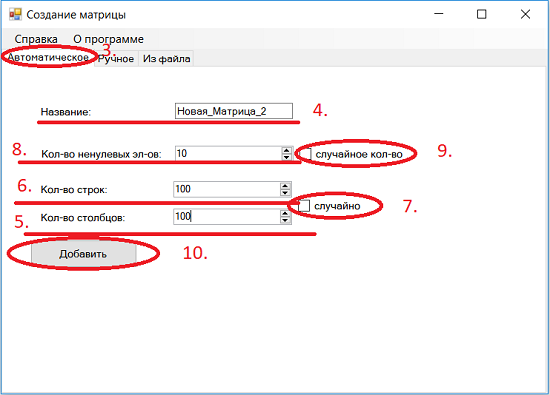 Создание матрицы
Справка О программе
Автоматическое 3. Ручное Из файла
Название: Новая_Матрица_2 4.
8. Кол-во ненулевых эл-ов: 10 случайное кол-во 9.
6. Кол-во строк: 100
случайно 7.
5. Кол-во столбцов: 100
Добавить 10.